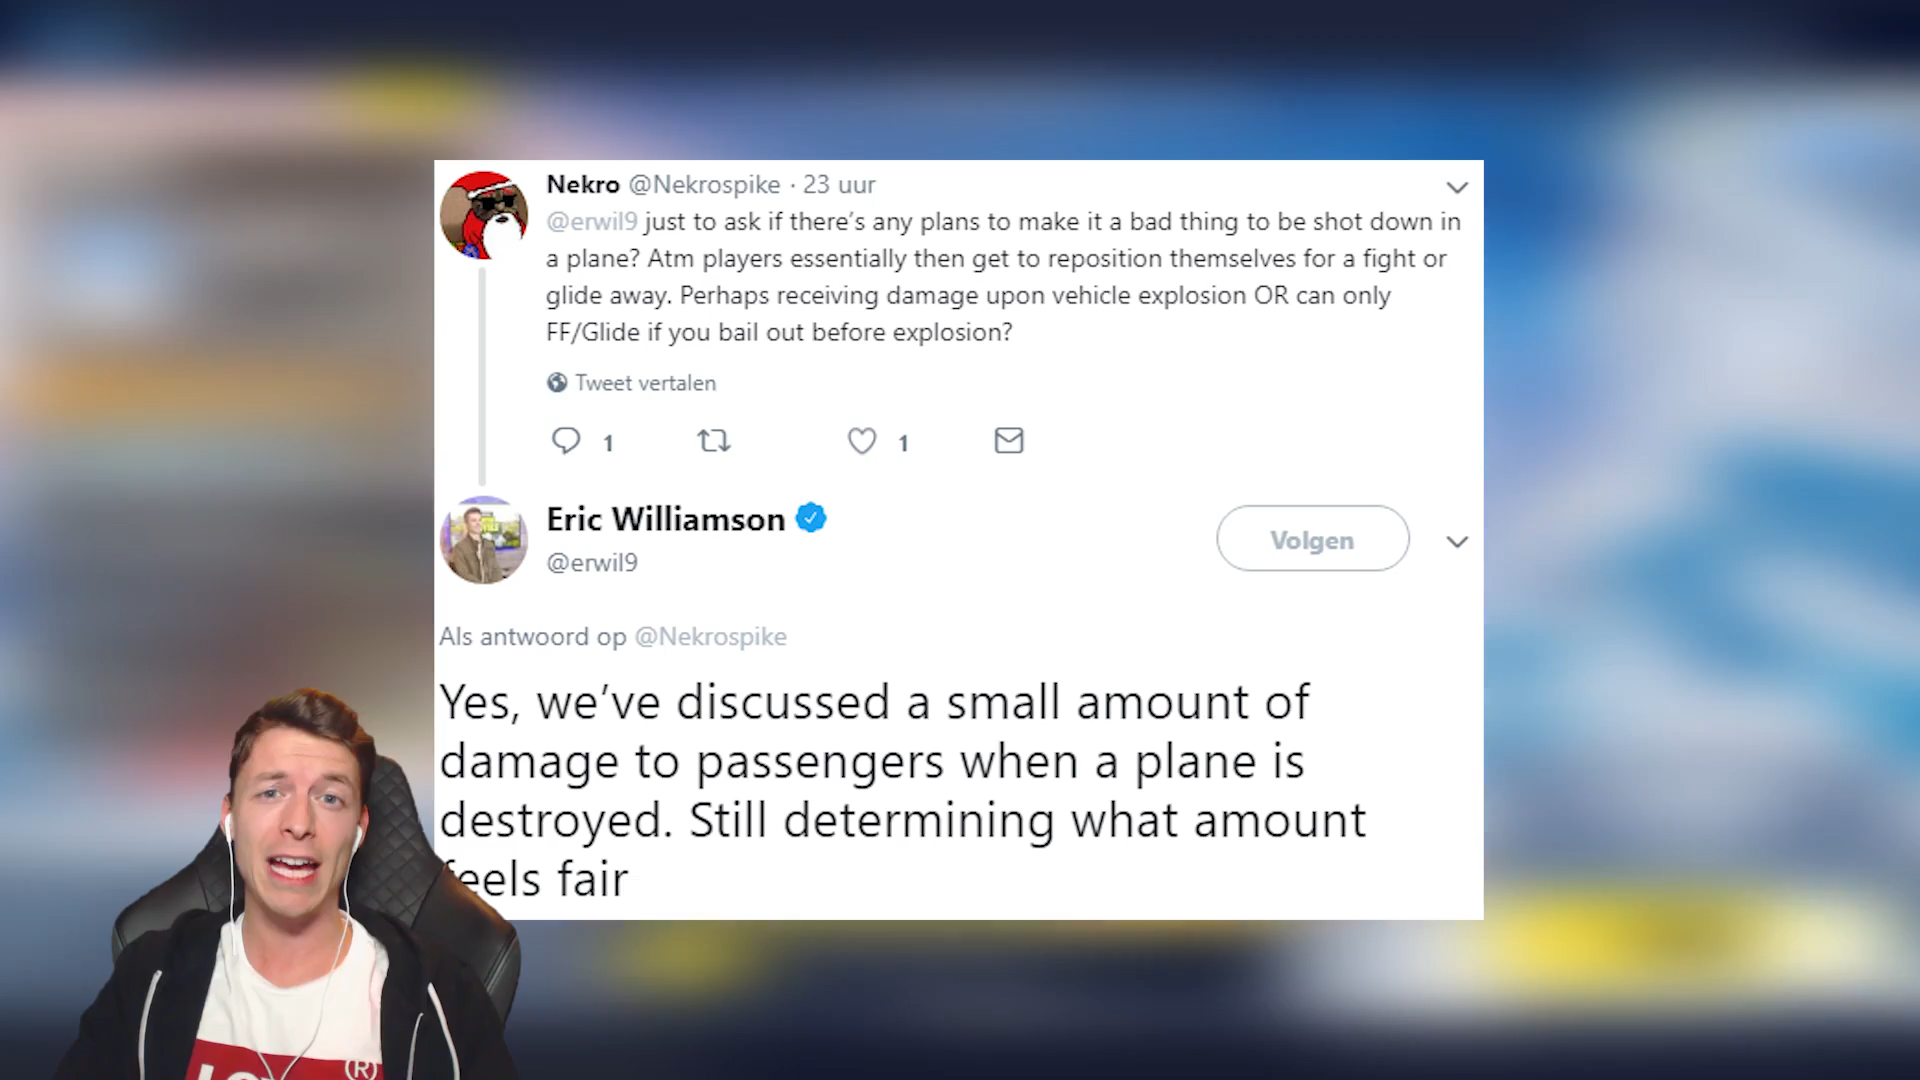 Nekro @Nekrospike · 23 uur
@erwil9 just to ask if there’s any plans to make it a bad thing to be shot down in
a plane? Atm players essentially then get to reposition themselves for a fight or
glide away. Perhaps receiving damage upon vehicle explosion OR can only
FF/Glide if you bail out before explosion?
Tweet vertalen
1 1
Eric Williamson
@erwil9
Volgen
Als antwoord op @Nekrospike
Yes, we’ve discussed a small amount of
damage to passengers when a plane is
destroyed. Still determining what amount
feels fair
(R)